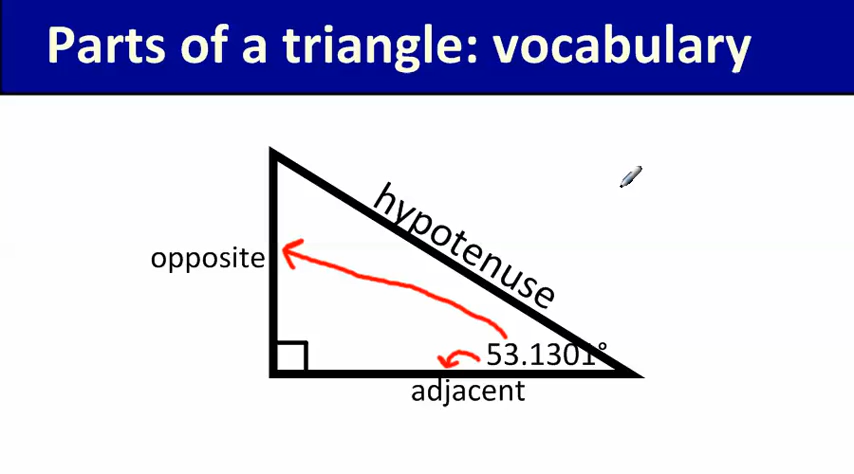 Parts of a triangle: vocabulary
hypotenuse
opposite
53.1301°
adjacent